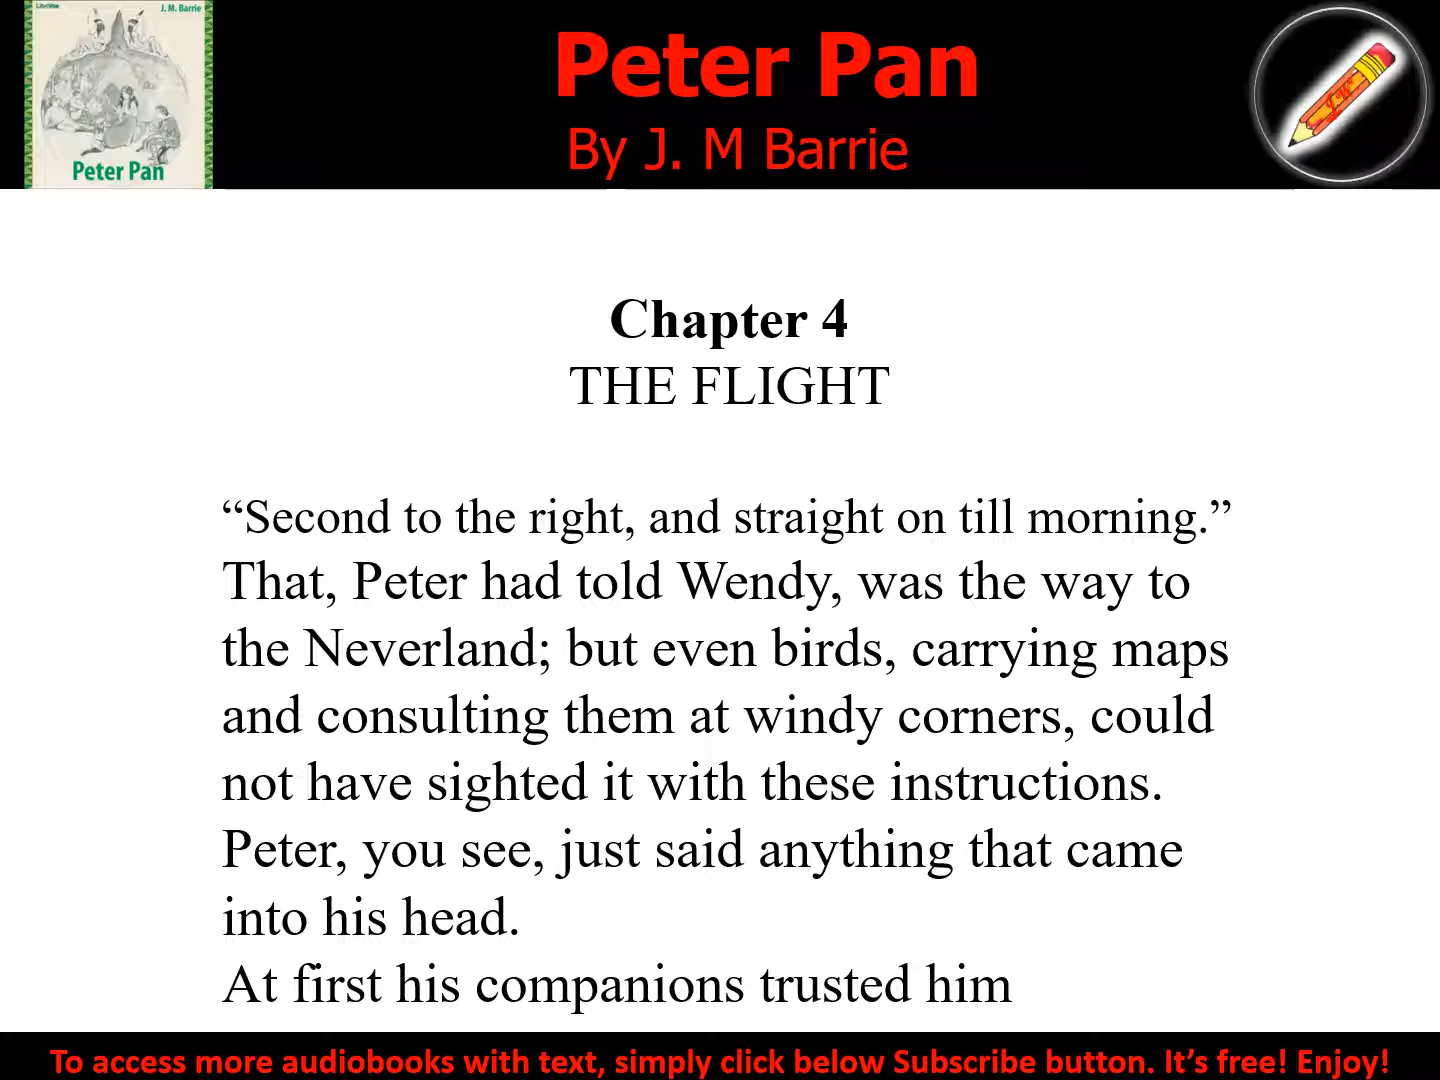 LibriVox
J. M. Barrie
Peter Pan
Peter Pan
By J. M Barrie
Chapter 4
THE FLIGHT
“Second to the right, and straight on till morning.”
That, Peter had told Wendy, was the way to
the Neverland; but even birds, carrying maps
and consulting them at windy corners, could
not have sighted it with these instructions.
Peter, you see, just said anything that came
into his head.
At first his companions trusted him
To access more audiobooks with text, simply click below Subscribe button. It’s free! Enjoy!